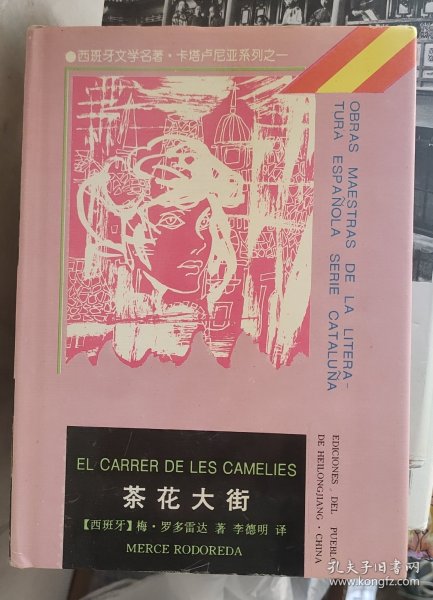 ●西班牙文学名著·卡塔卢尼亚系列之一
OBRAS MAESTRAS DE LA LITERA-
TURA ESPAÑOLA SERIE CATALUÑA
EDICIONES DEL PUEBLO
DE HEILONGJIANG·CHINA
EL CARRER DE LES CAMELIES
茶花大街
【西班牙】梅·罗多雷达 著 李德明 译
MERCE RODOREDA
孔夫子旧书网
www.kongfz.com